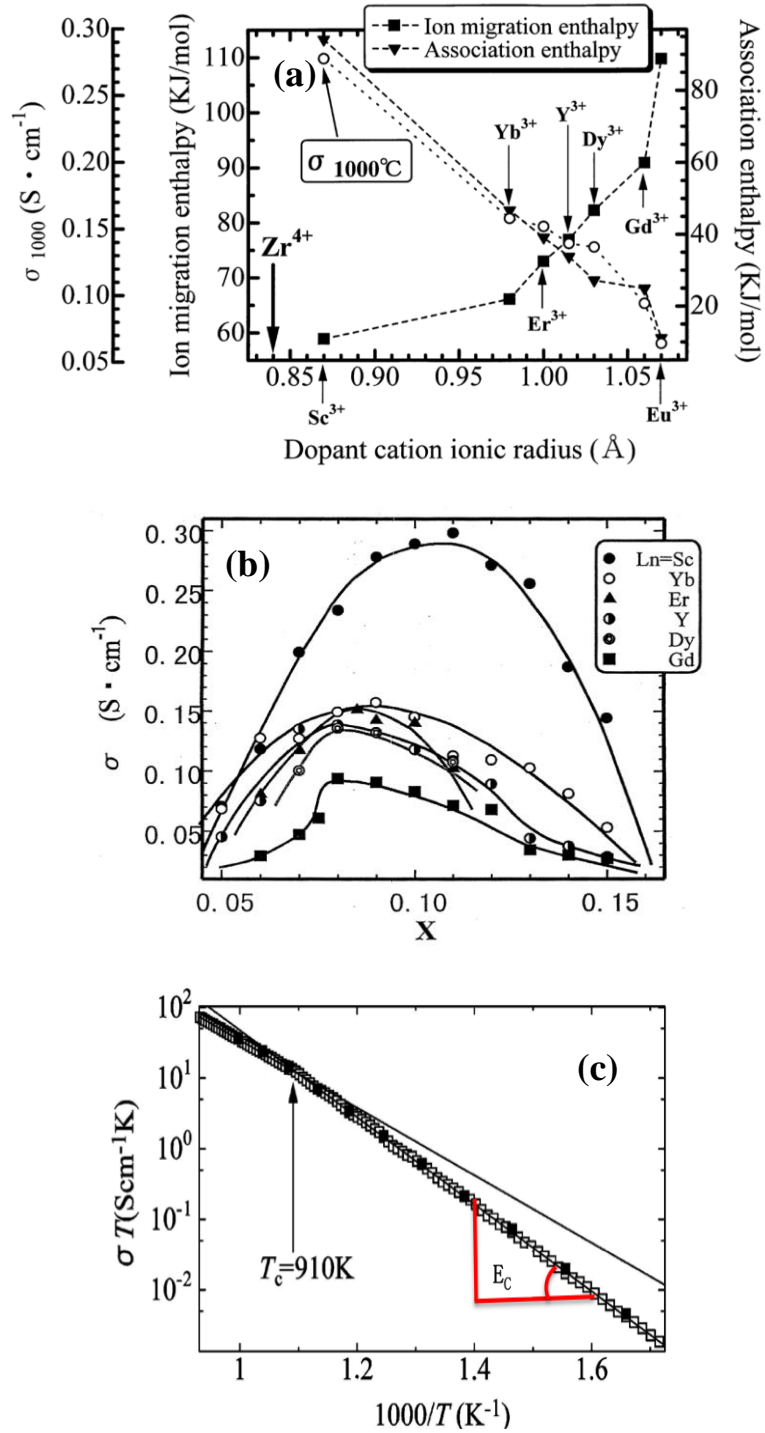 Ion migration enthalpy
Association enthalpy
(a)
0.30
0.25
0.20
0.15
0.10
0.05
σ 1000 (S・cm-1)
110
100
90
80
70
60
Ion migration enthalpy (KJ/mol)
80
60
40
20
Association enthalpy (KJ/mol)
σ 1000℃
Zr4+
Yb3+
Y3+
Dy3+
Gd3+
Er3+
Sc3+
Eu3+
0.85 0.90 0.95 1.00 1.05
Dopant cation ionic radius (Å)
(b)
0.30
0.25
0.20
0.15
0.10
0.05
σ (S・cm-1)
Ln=Sc
Yb
Er
Y
Dy
Gd
0.05 0.10 0.15
X
(c)
10^2
10^1
10^0
10^-1
10^-2
σ T(Scm-1K)
Tc=910K
EC
1 1.2 1.4 1.6
1000/T (K-1)